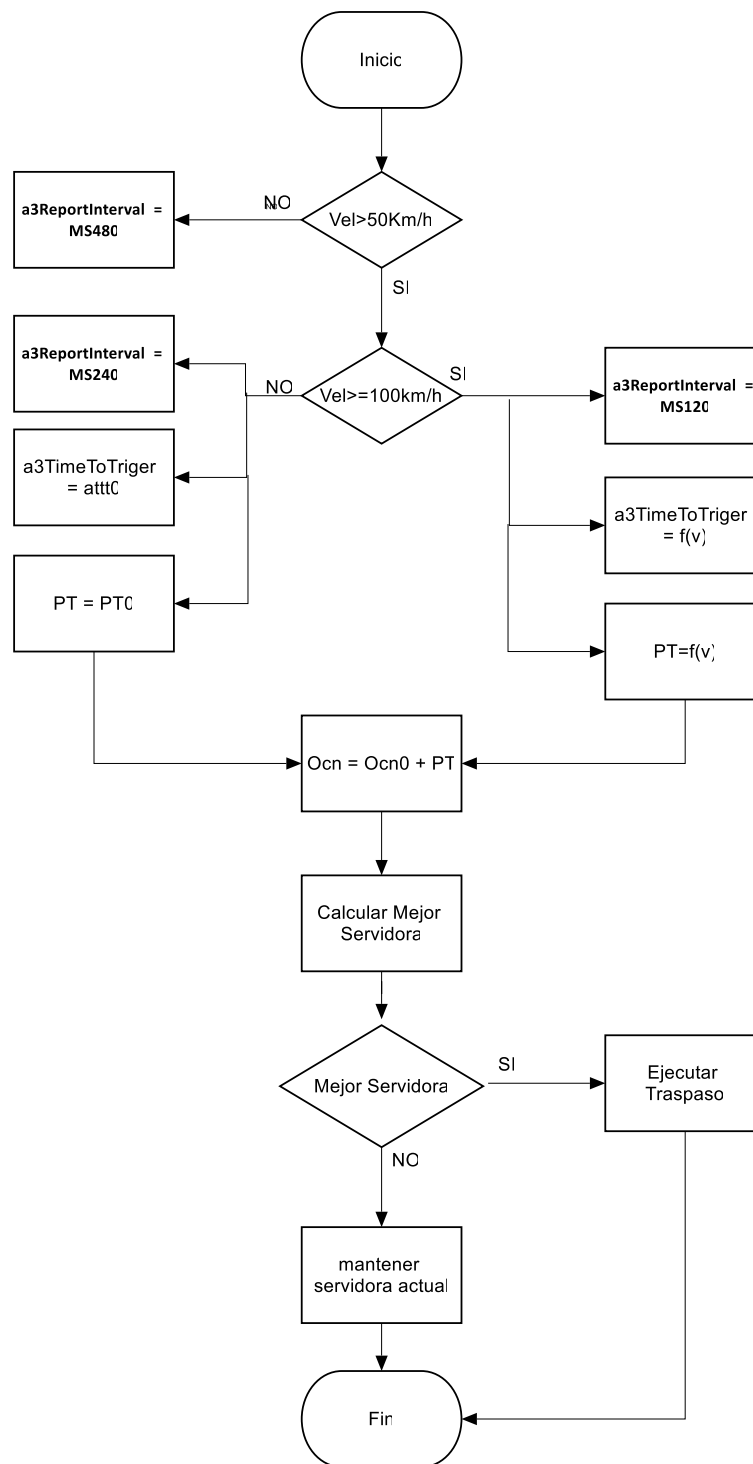 Inicio
NO
Vel>50Km/h
a3ReportInterval =
MS480
SI
a3ReportInterval =
MS240
NO
Vel>=100km/h
SI
a3ReportInterval =
MS120
a3TimeToTriger
= attt0
a3TimeToTriger
= f(v)
PT = PT0
PT=f(v)
Ocn = Ocn0 + PT
Calcular Mejor
Servidora
Mejor Servidora
SI
Ejecutar
Traspaso
NO
mantener
servidora actual
Fin